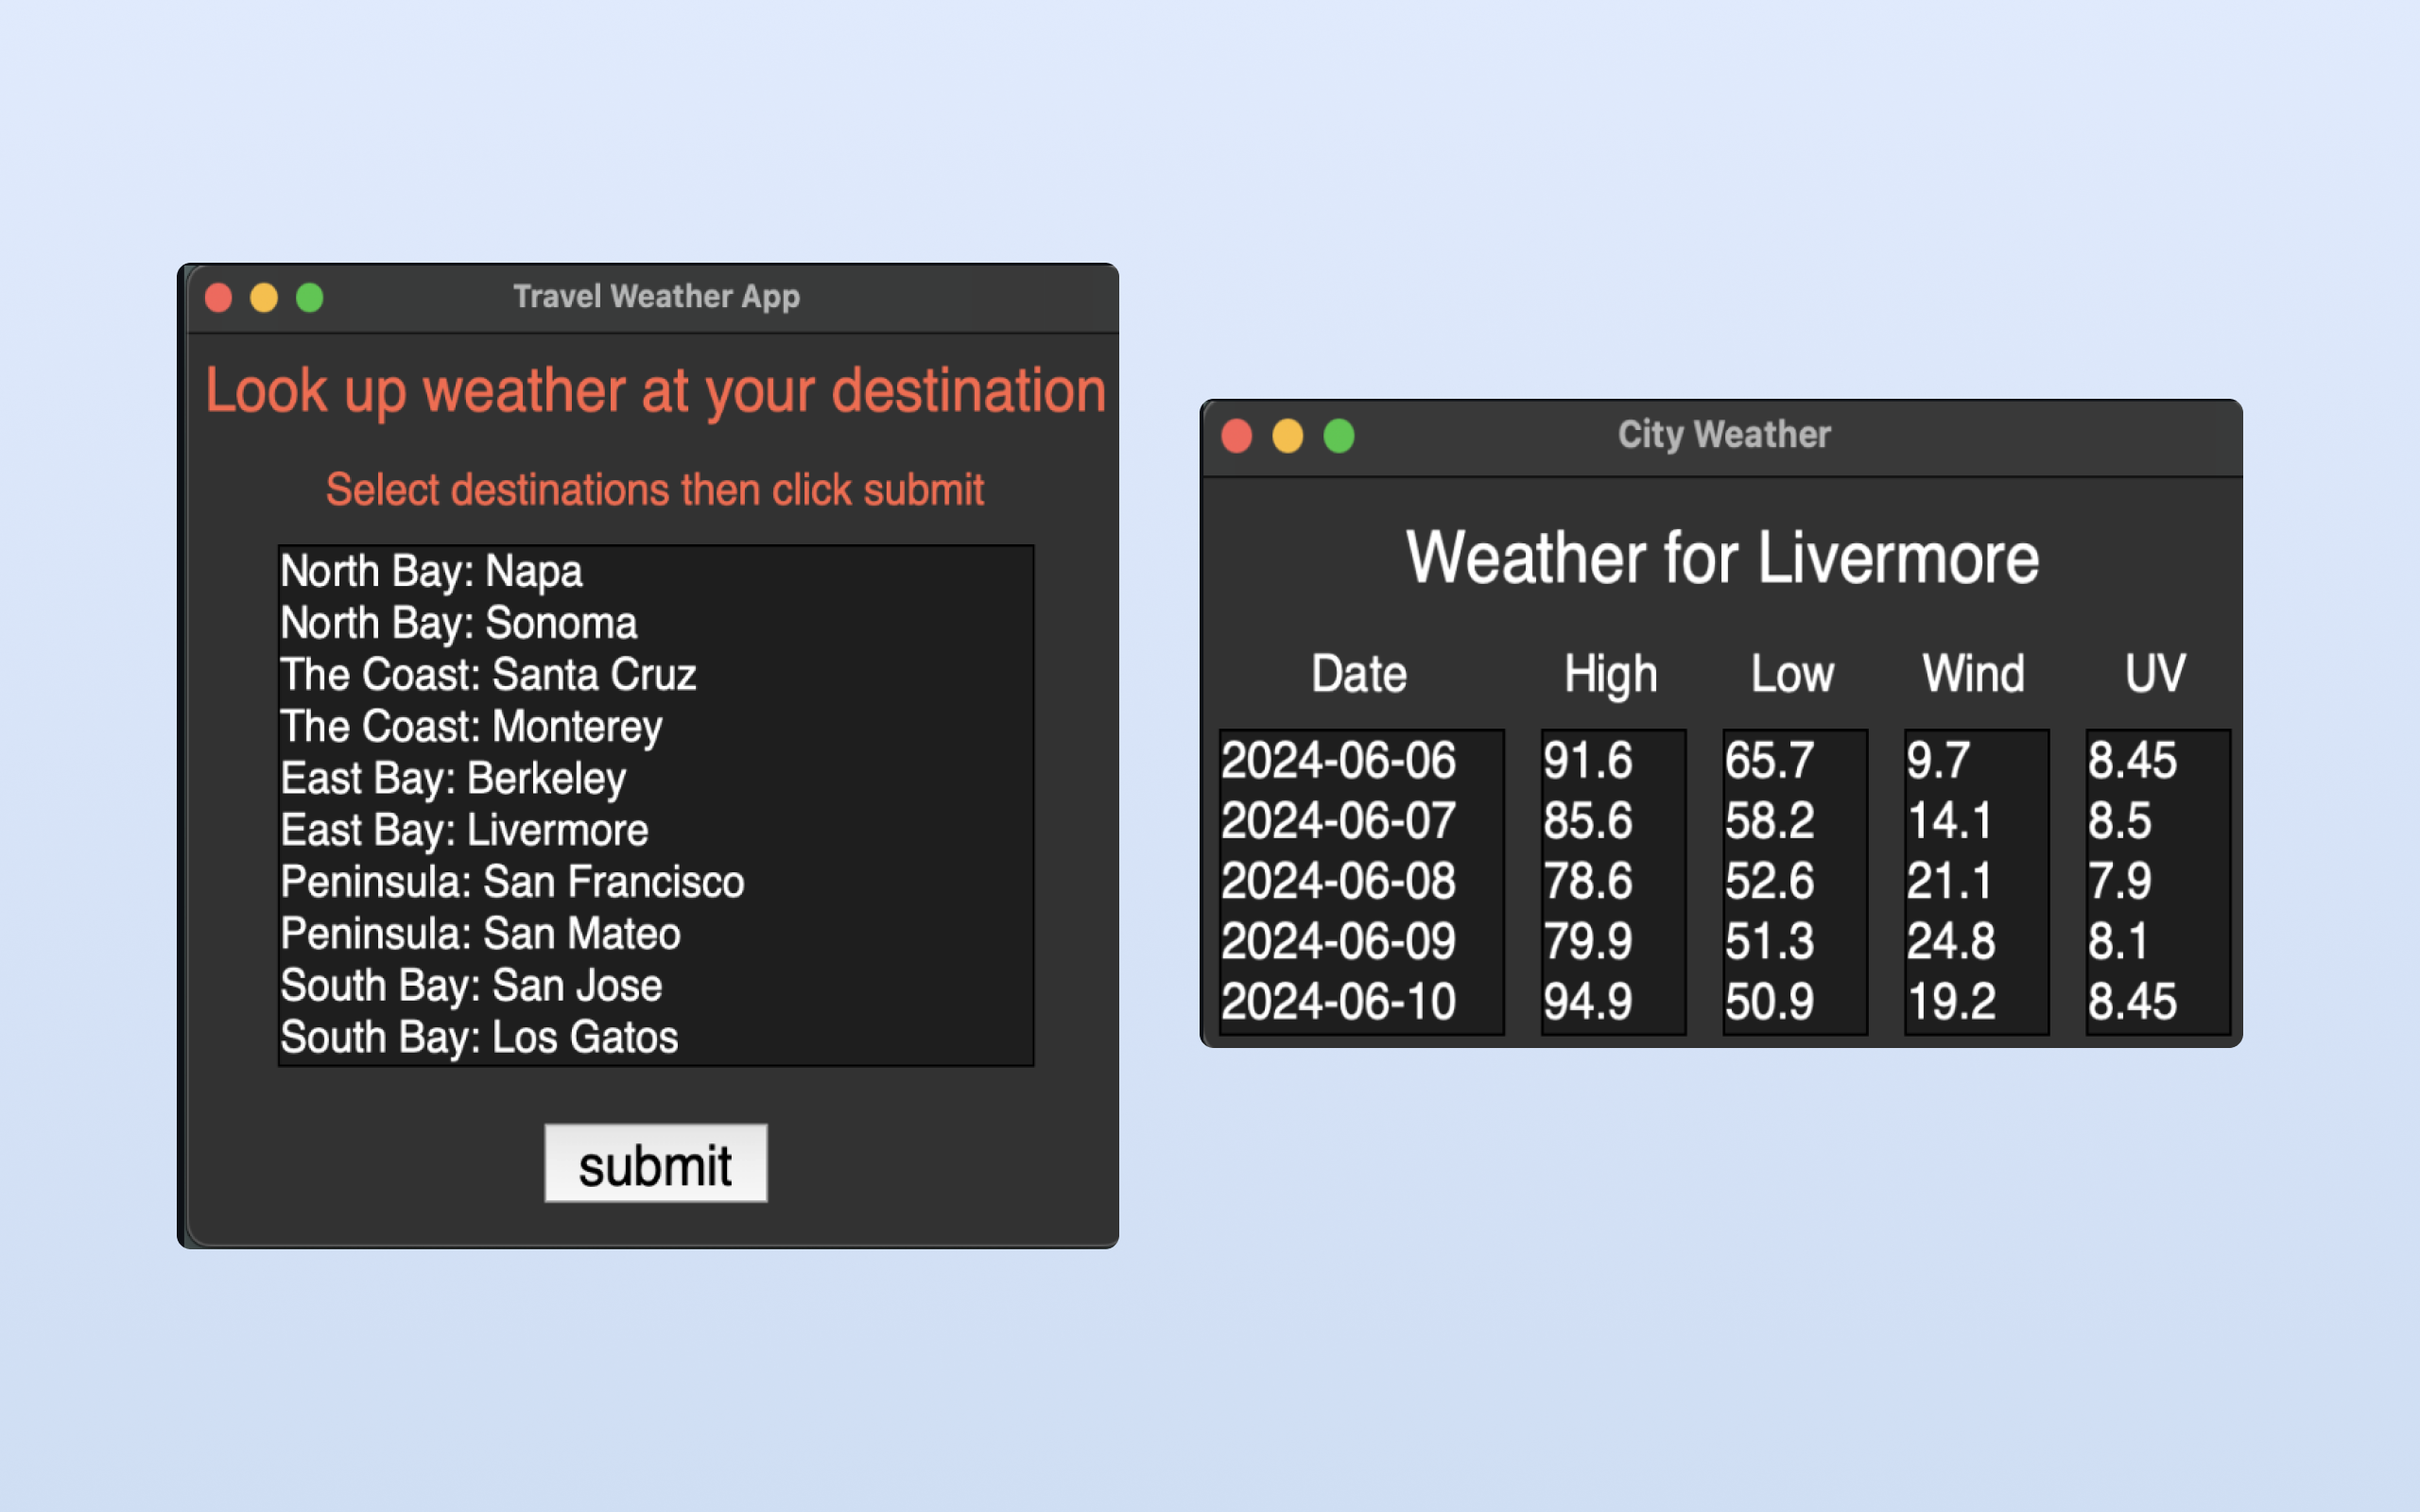 Travel Weather App
Look up weather at your destination
Select destinations then click submit
North Bay: Napa
North Bay: Sonoma
The Coast: Santa Cruz
The Coast: Monterey
East Bay: Berkeley
East Bay: Livermore
Peninsula: San Francisco
Peninsula: San Mateo
South Bay: San Jose
South Bay: Los Gatos
submit
City Weather
Weather for Livermore
Date High Low Wind UV
2024-06-06 91.6 65.7 9.7 8.45
2024-06-07 85.6 58.2 14.1 8.5
2024-06-08 78.6 52.6 21.1 7.9
2024-06-09 79.9 51.3 24.8 8.1
2024-06-10 94.9 50.9 19.2 8.45